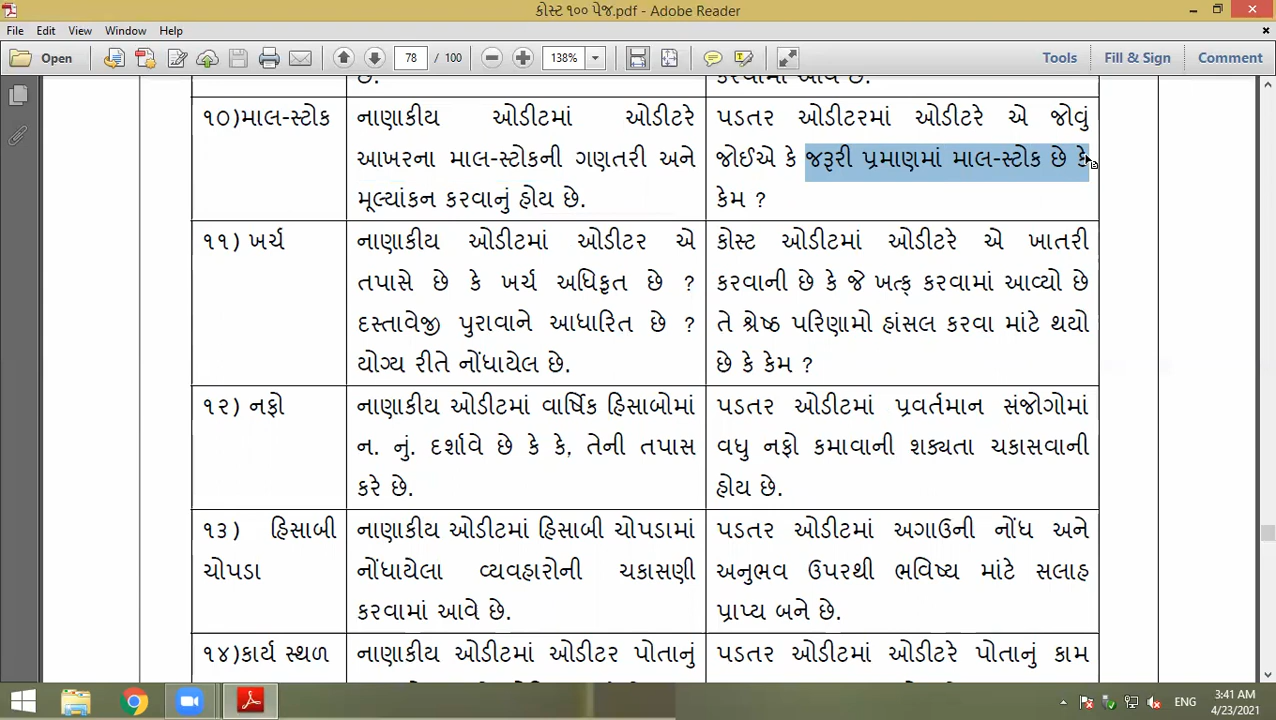 કોસ્ટ ૧૦૦ પેજ.pdf - Adobe Reader
File Edit View Window Help
Open 78 / 100 138% Tools Fill & Sign Comment
છે. કરવામાં આવે છે.
૧૦)માલ-સ્ટોક
નાણાકીય ઓડીટમાં ઓડીટરે
આખરના માલ-સ્ટોકની ગણતરી અને
મૂલ્યાંકન કરવાનું હોય છે.
પડતર ઓડીટરમાં ઓડીટરે એ જોવું
જોઈએ કે જરૂરી પ્રમાણમાં માલ-સ્ટોક છે કે
કેમ ?
૧૧) ખર્ચ
નાણાકીય ઓડીટમાં ઓડીટર એ
તપાસે છે કે ખર્ચ અધિકૃત છે ?
દસ્તાવેજી પુરાવાને આધારિત છે ?
યોગ્ય રીતે નોંધાયેલ છે.
કોસ્ટ ઓડીટમાં ઓડીટરે એ ખાતરી
કરવાની છે કે જે ખત્ક્ કરવામાં આવ્યો છે
તે શ્રેષ્ઠ પરિણામો હાંસલ કરવા માંટે થયો
છે કે કેમ ?
૧૨) નફો
નાણાકીય ઓડીટમાં વાર્ષિક હિસાબોમાં
ન. નું. દર્શાવે છે કે કે, તેની તપાસ
કરે છે.
પડતર ઓડીટમાં પ્રવર્તમાન સંજોગોમાં
વધુ નફો કમાવાની શક્યતા ચકાસવાની
હોય છે.
૧૩) હિસાબી
ચોપડા
નાણાકીય ઓડીટમાં હિસાબી ચોપડામાં
નોંધાયેલા વ્યવહારોની ચકાસણી
કરવામાં આવે છે.
પડતર ઓડીટમાં અગાઉની નોંધ અને
અનુભવ ઉપરથી ભવિષ્ય માંટે સલાહ
પ્રાપ્ય બને છે.
૧૪)કાર્ય સ્થળ
નાણાકીય ઓડીટમાં ઓડીટર પોતાનું
પડતર ઓડીટમાં ઓડીટરે પોતાનું કામ
ENG
3:41 AM
4/23/2021